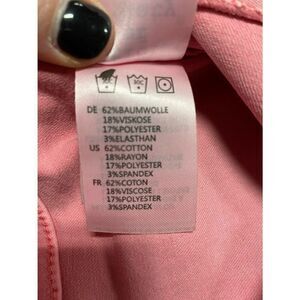 DE 62%BAUMWOLLE
18%VISKOSE
17%POLYESTER
3%ELASTHAN
US 62%COTTON
18%RAYON
17%POLYESTER
3%SPANDEX
FR 62%COTON
18%VISCOSE
17%POLYESTER
3%SPANDEX